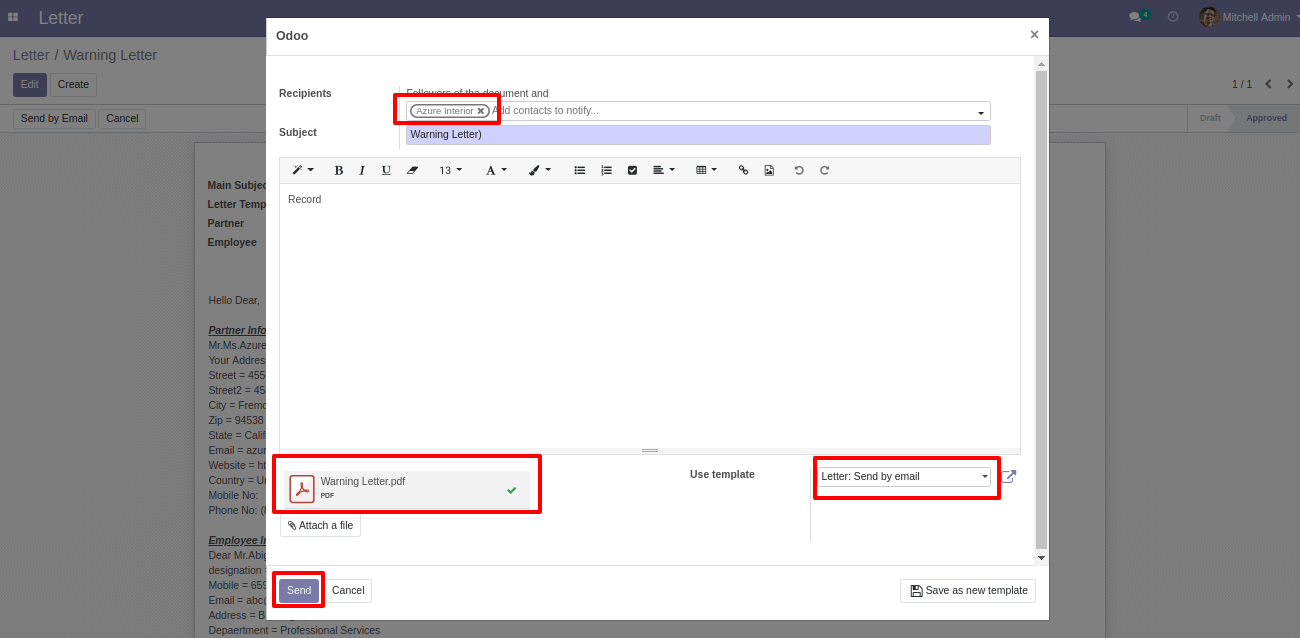 Letter
4
Mitchell Admin
Letter / Warning Letter
Edit
Create
1 / 1
Send by Email
Cancel
Draft
Approved
Odoo
×
Recipients
Followers of the document and
Azure Interior
Add contacts to notify...
Subject
Warning Letter)
B I U 13 A
Record
Warning Letter.pdf
PDF
Attach a file
Use template
Letter: Send by email
Send
Cancel
Save as new template
Main Subjec
Letter Temp
Partner
Employee
Hello Dear,
Partner Info
Mr.Ms.Azure
Your Addres
Street = 455
Street2 = 45
City = Fremo
Zip = 94538
State = Calif
Email = azur
Website = ht
Country = Un
Mobile No:
Phone No: (8
Employee In
Dear Mr.Abig
designation =
Mobile = 659
Email = abc(
Address = B
Depaertment = Professional Services